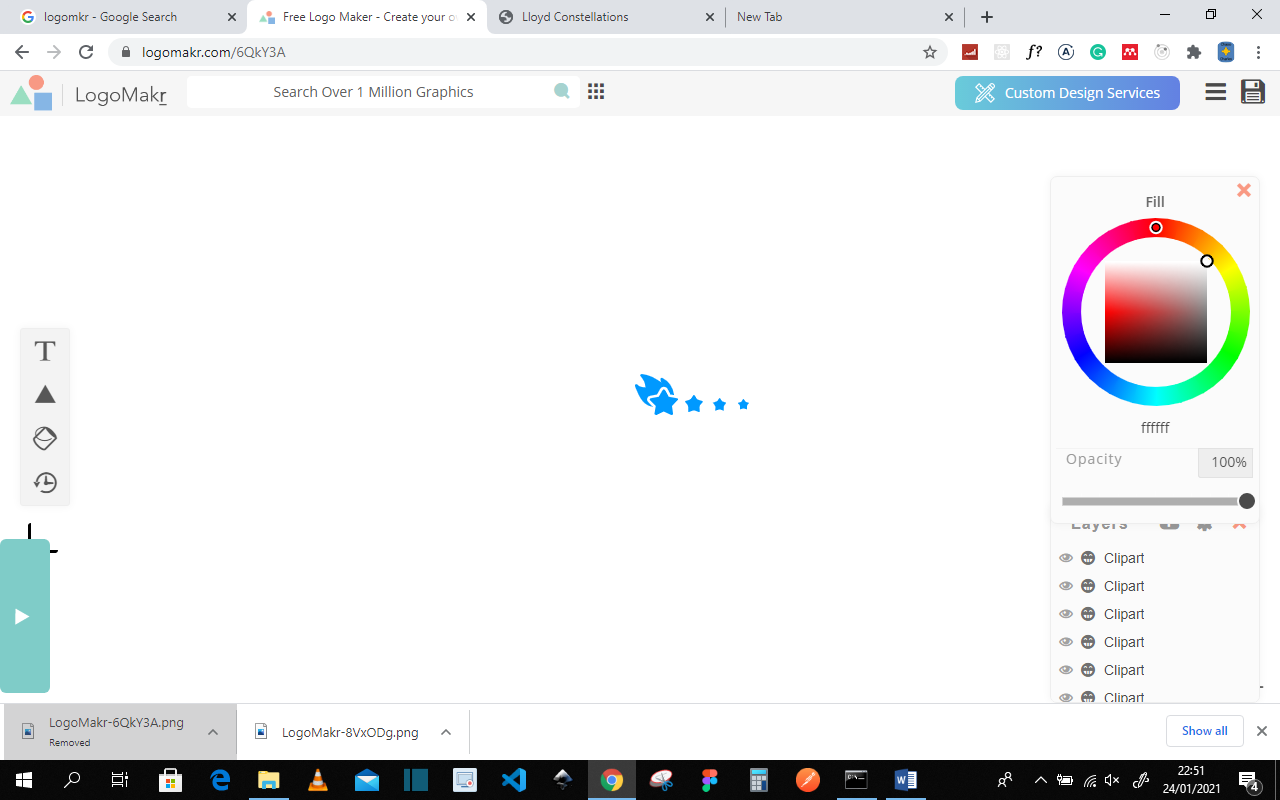 logomkr - Google Search
Free Logo Maker - Create your o
Lloyd Constellations
New Tab
logomakr.com/6QkY3A
f?
LogoMakr
Search Over 1 Million Graphics
Custom Design Services
Fill
ffffff
Opacity
100%
T
Layers
Clipart
Clipart
Clipart
Clipart
Clipart
Clipart
LogoMakr-6QkY3A.png
Removed
LogoMakr-8VxODg.png
Show all
22:51
24/01/2021
4